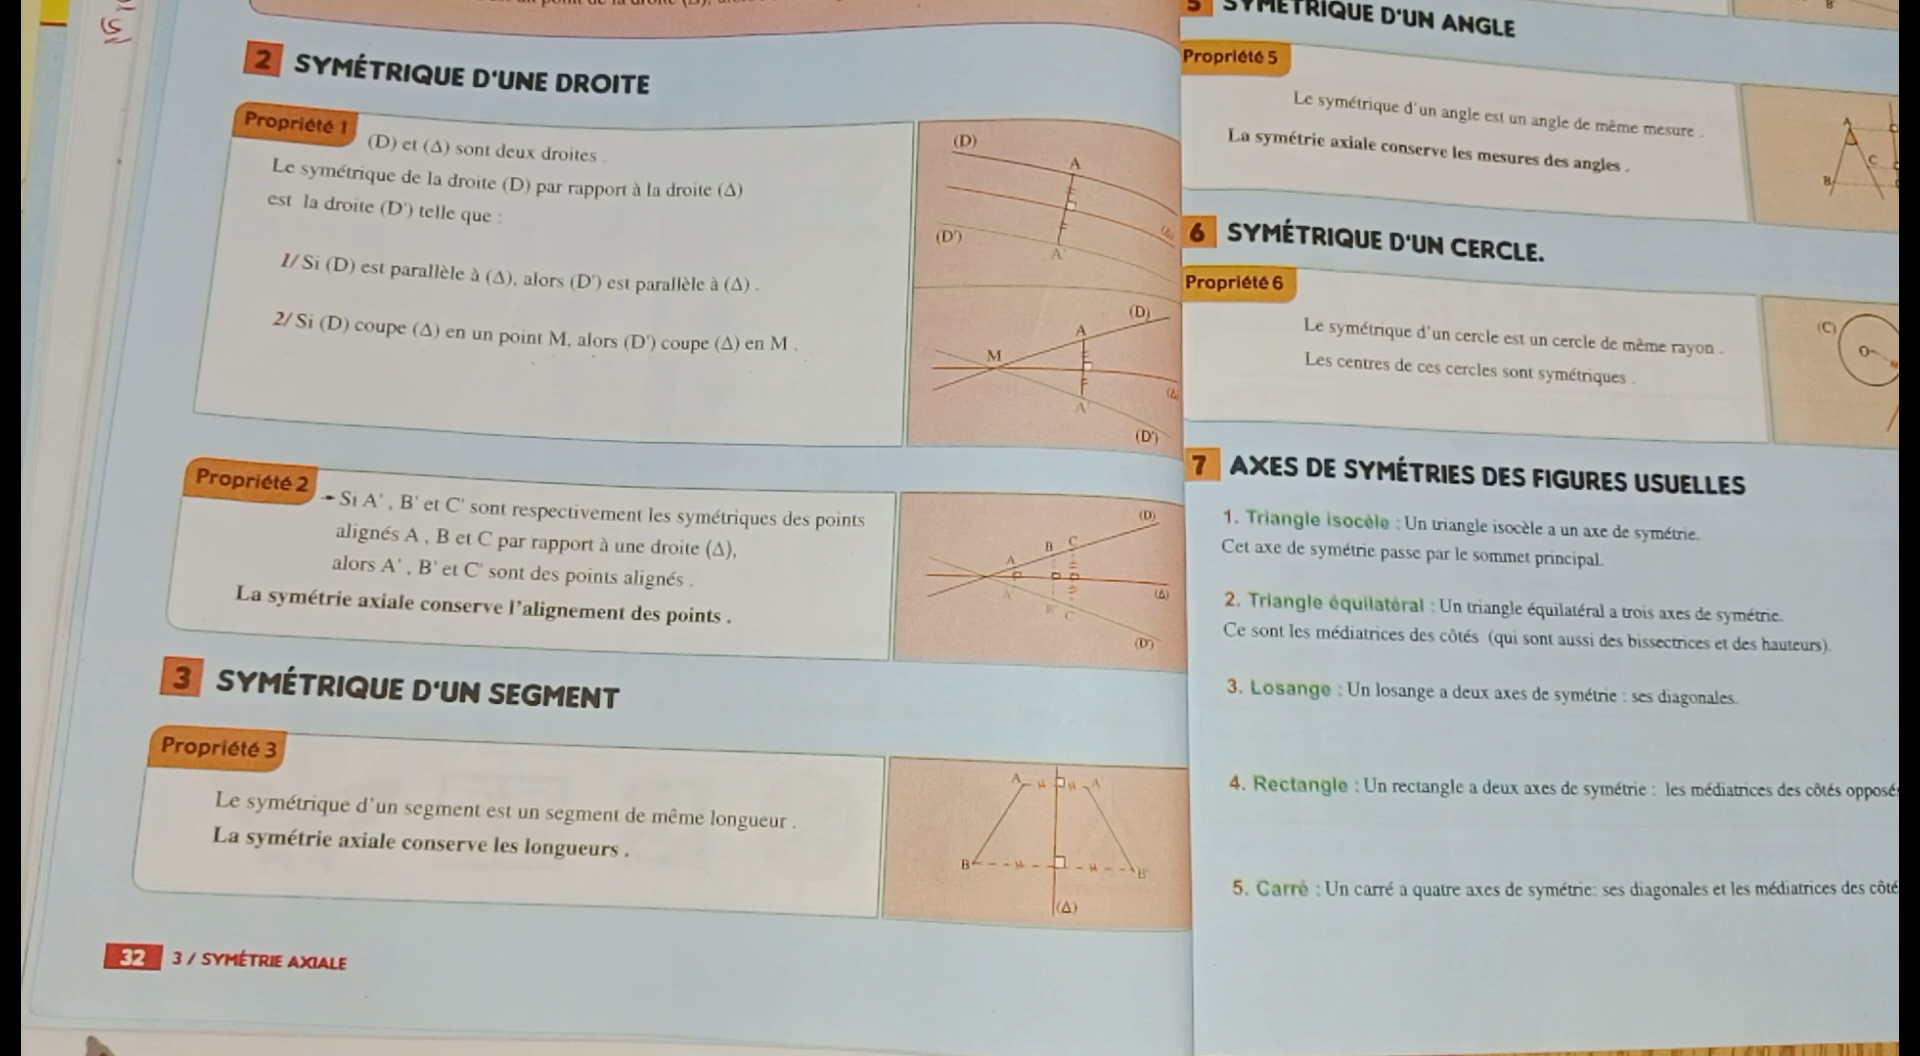 2 SYMÉTRIQUE D'UNE DROITE
Propriété 1
(D) et (Δ) sont deux droites .
Le symétrique de la droite (D) par rapport à la droite (Δ)
est la droite (D') telle que :
1/ Si (D) est parallèle à (Δ), alors (D') est parallèle à (Δ) .
2/ Si (D) coupe (Δ) en un point M, alors (D') coupe (Δ) en M .
(D)
A
(D')
A'
(D)
A
M
A'
(D')
Propriété 2
Si A' , B' et C' sont respectivement les symétriques des points
alignés A , B et C par rapport à une droite (Δ),
alors A' , B' et C' sont des points alignés .
La symétrie axiale conserve l'alignement des points .
(D)
B C
A
(Δ)
A'
B' C'
(D')
3 SYMÉTRIQUE D'UN SEGMENT
Propriété 3
Le symétrique d'un segment est un segment de même longueur .
La symétrie axiale conserve les longueurs .
A A'
B B'
(Δ)
32 3 / SYMÉTRIE AXIALE
5 SYMÉTRIQUE D'UN ANGLE
Propriété 5
Le symétrique d'un angle est un angle de même mesure .
La symétrie axiale conserve les mesures des angles .
A
C
B
6 SYMÉTRIQUE D'UN CERCLE.
Propriété 6
Le symétrique d'un cercle est un cercle de même rayon .
Les centres de ces cercles sont symétriques .
(C)
O
7 AXES DE SYMÉTRIES DES FIGURES USUELLES
1. Triangle isocèle : Un triangle isocèle a un axe de symétrie.
Cet axe de symétrie passe par le sommet principal.
2. Triangle équilatéral : Un triangle équilatéral a trois axes de symétrie.
Ce sont les médiatrices des côtés (qui sont aussi des bissectrices et des hauteurs).
3. Losange : Un losange a deux axes de symétrie : ses diagonales.
4. Rectangle : Un rectangle a deux axes de symétrie : les médiatrices des côtés opposés
5. Carré : Un carré a quatre axes de symétrie: ses diagonales et les médiatrices des côté